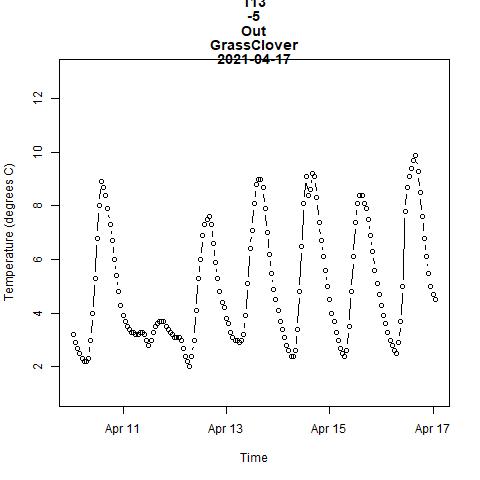 113
-5
Out
GrassClover
2021-04-17
Temperature (degrees C)
12
10
8
6
4
2
Apr 11 Apr 13 Apr 15 Apr 17
Time